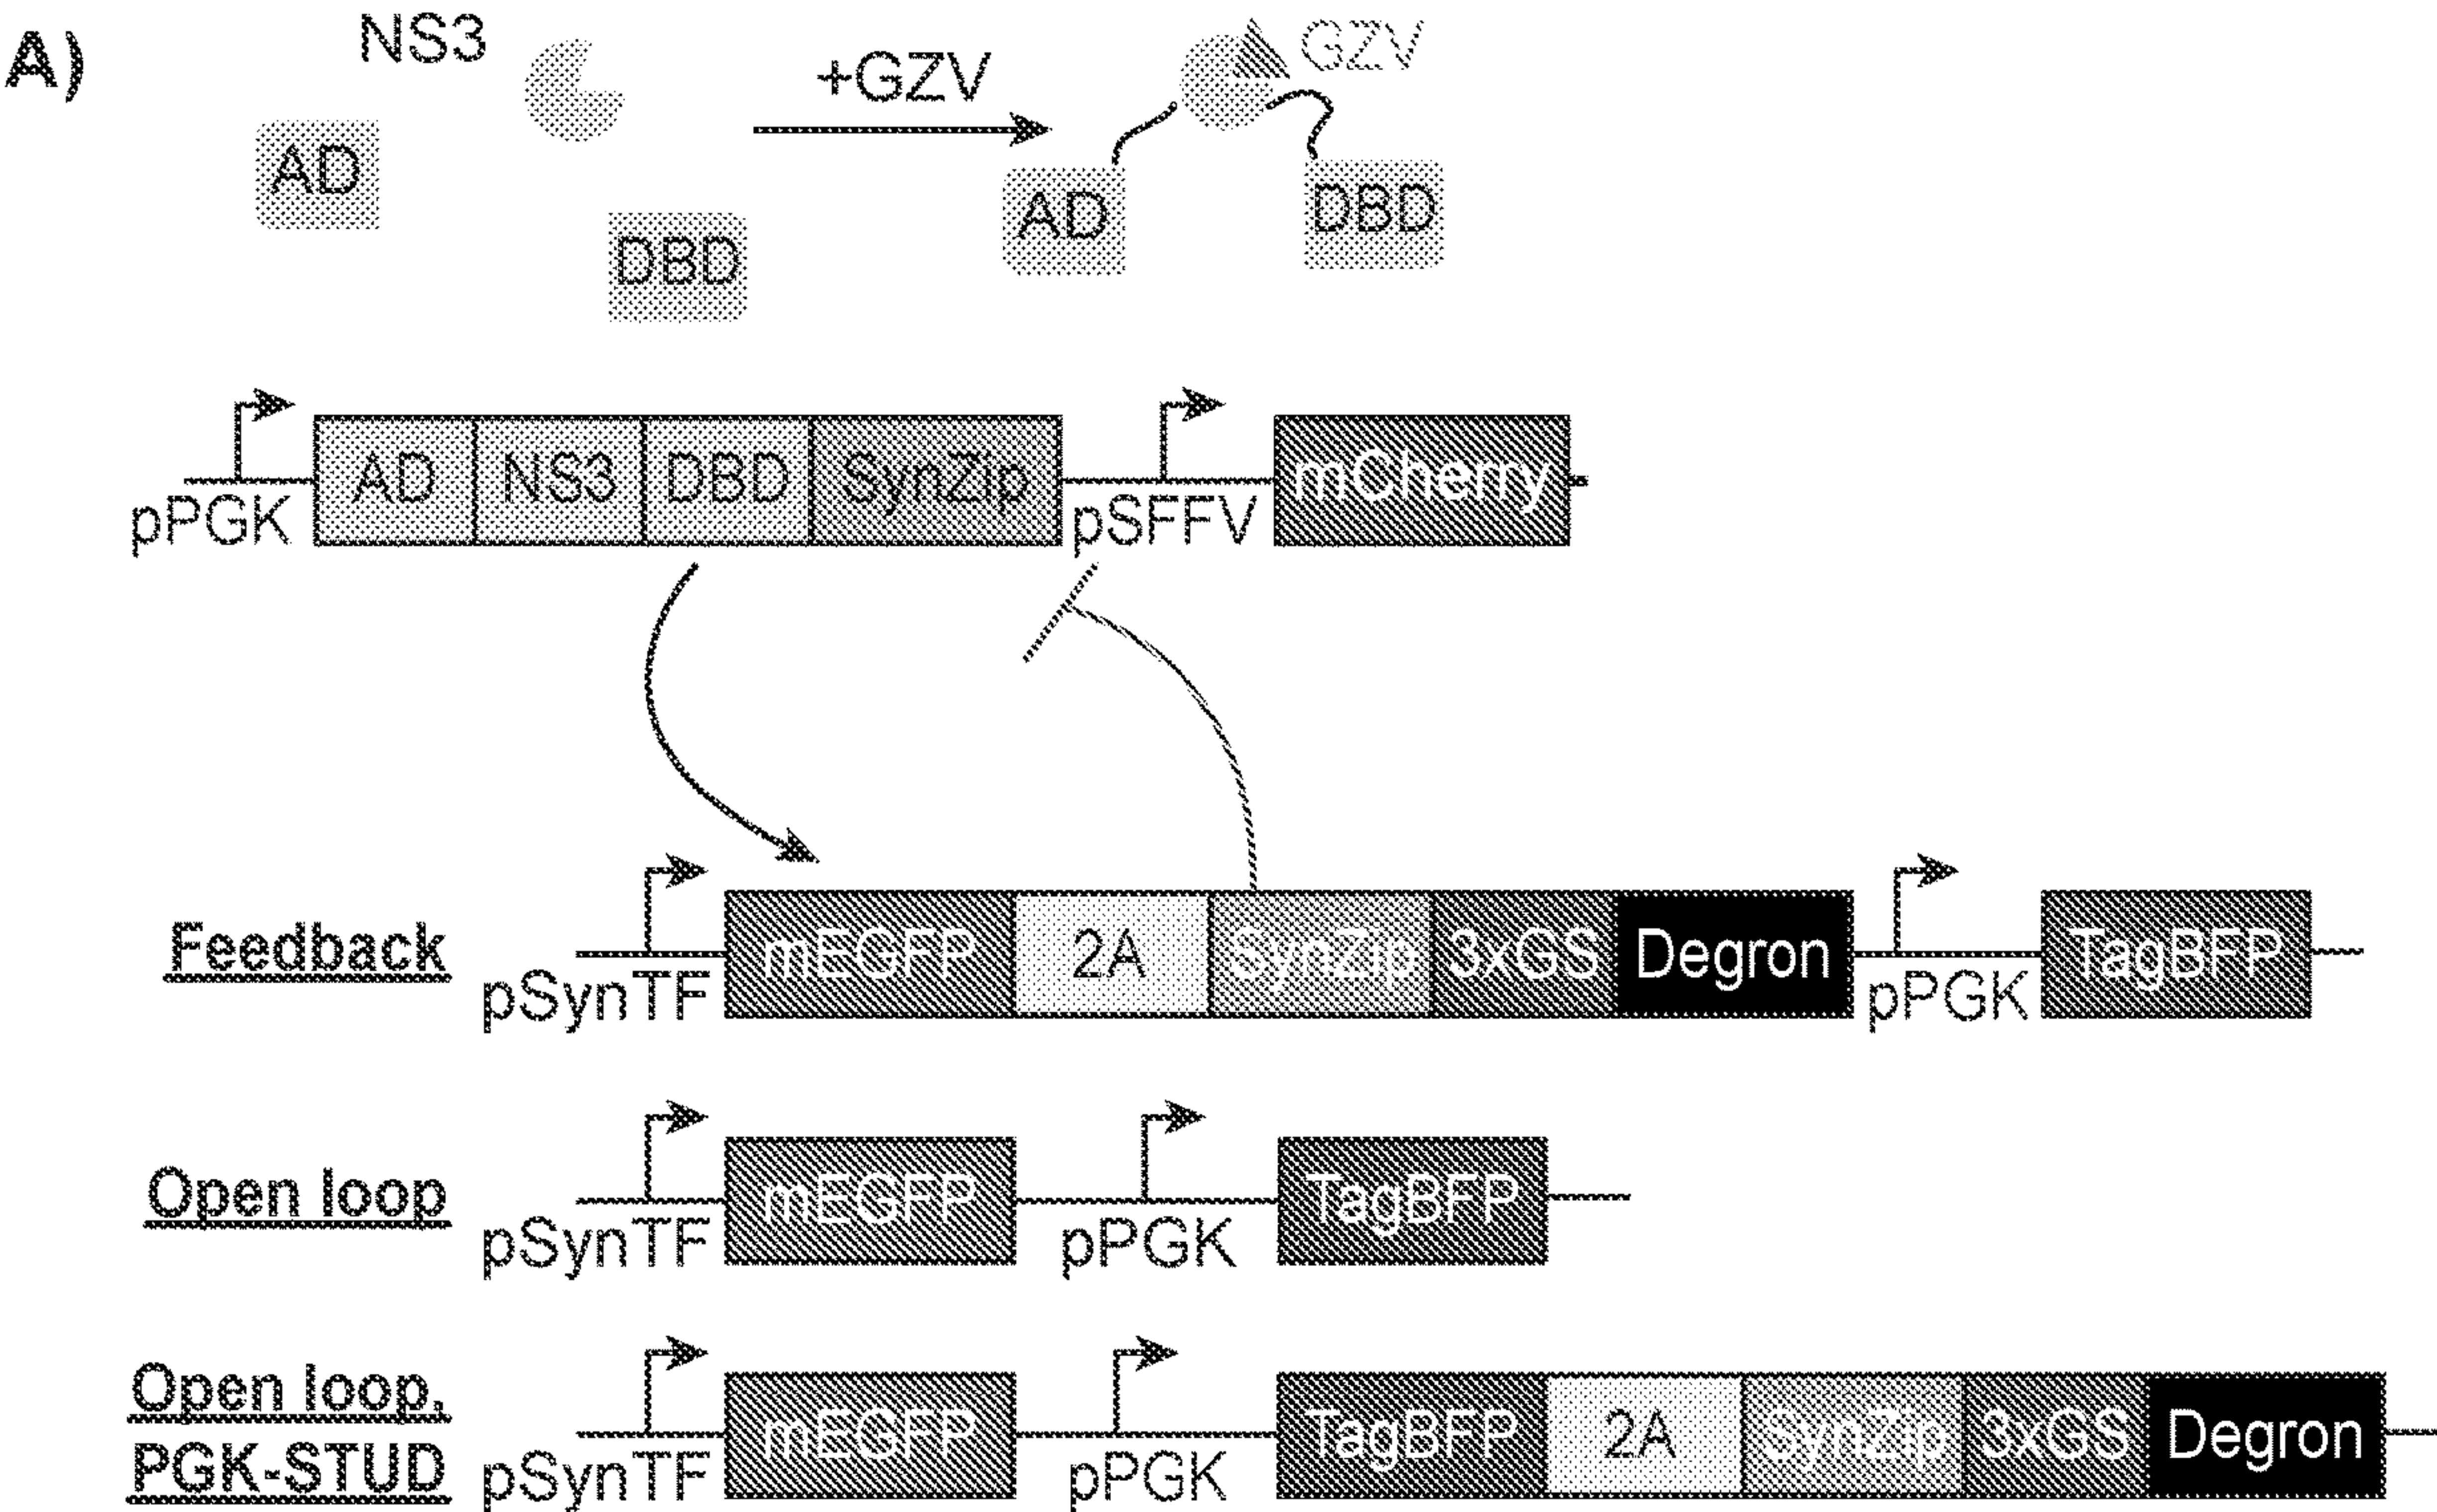 A)
NS3
+GZV
GZV
AD
DBD
AD
DBD
AD NS3 DBD SynZip mCherry
pPGK pSFFV
Feedback mEGFP 2A SynZip 3xGS Degron TagBFP
pSynTF pPGK
Open loop mEGFP TagBFP
pSynTF pPGK
Open loop,
PGK-STUD
mEGFP TagBFP 2A SynZip 3xGS Degron
pSynTF pPGK